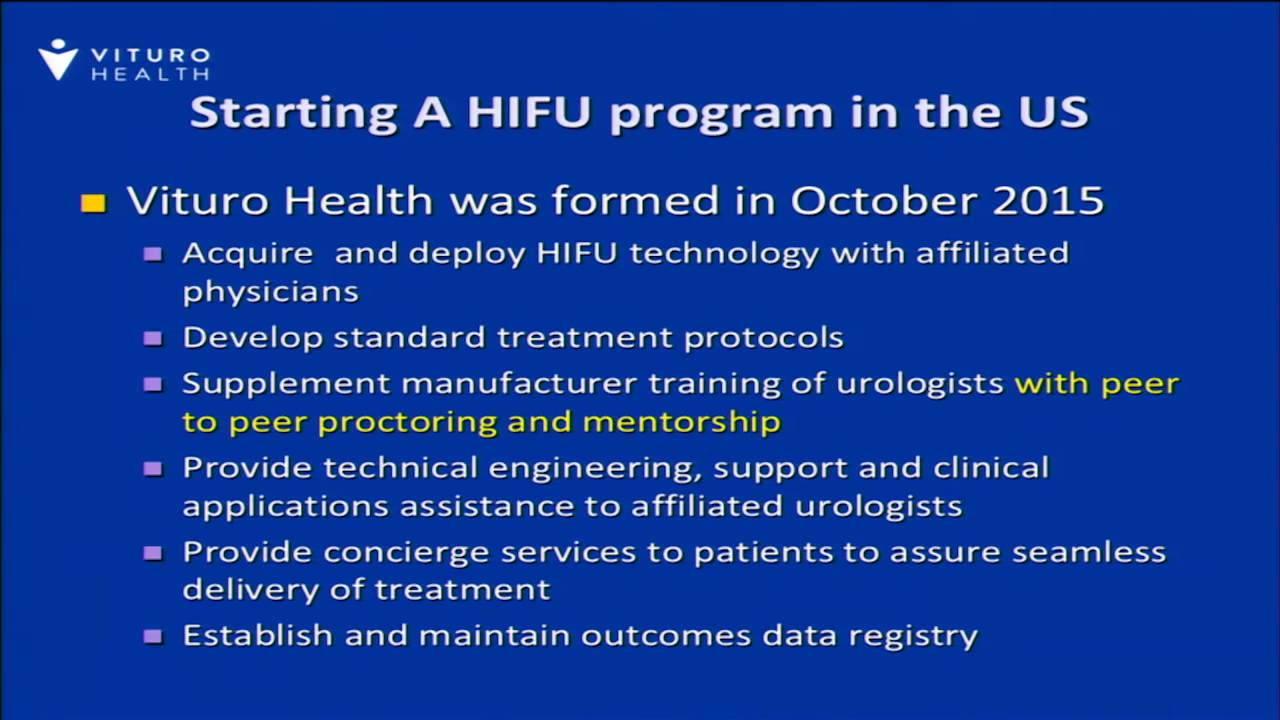 VITURO
HEALTH
Starting A HIFU program in the US
Vituro Health was formed in October 2015
Acquire and deploy HIFU technology with affiliated
physicians
Develop standard treatment protocols
Supplement manufacturer training of urologists with peer
to peer proctoring and mentorship
Provide technical engineering, support and clinical
applications assistance to affiliated urologists
Provide concierge services to patients to assure seamless
delivery of treatment
Establish and maintain outcomes data registry